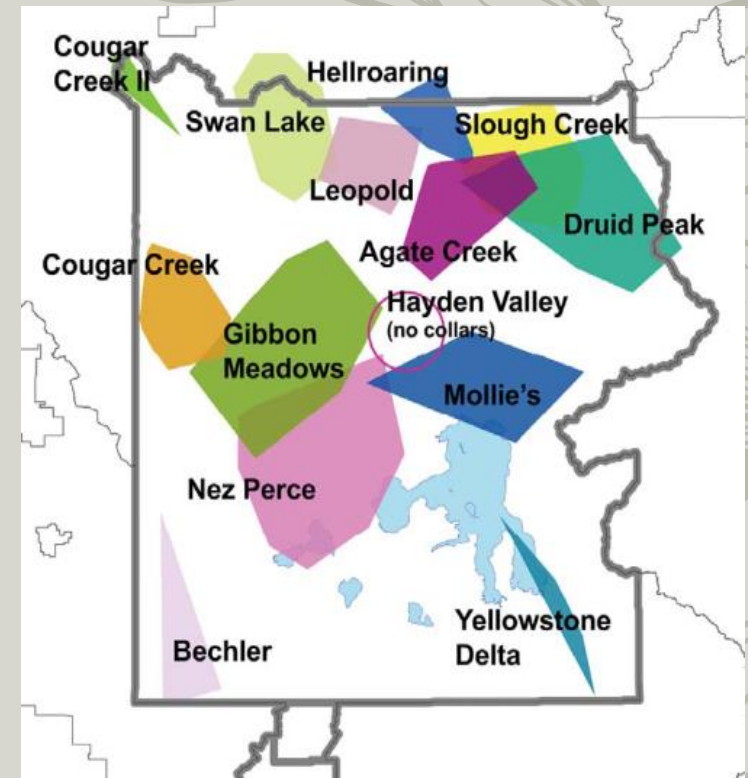 Cougar
Creek II
Hellroaring
Swan Lake
Slough Creek
Leopold
Druid Peak
Agate Creek
Cougar Creek
Hayden Valley
(no collars)
Gibbon
Meadows
Mollie's
Nez Perce
Yellowstone
Delta
Bechler